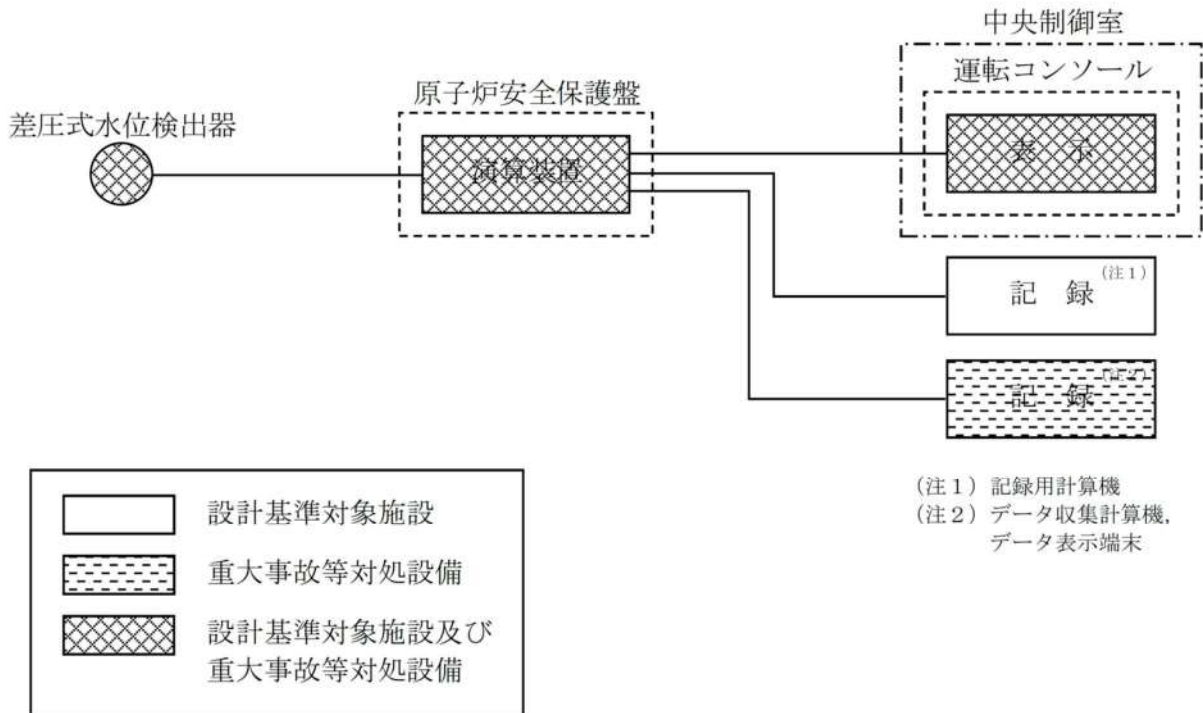 中央制御室
運転コンソール
原子炉安全保護盤
差圧式水位検出器
演算装置
表 示
記 録 (注1)
記 録 (注2)
(注1) 記録用計算機
(注2) データ収集計算機,
データ表示端末
設計基準対象施設
重大事故等対処設備
設計基準対象施設及び
重大事故等対処設備